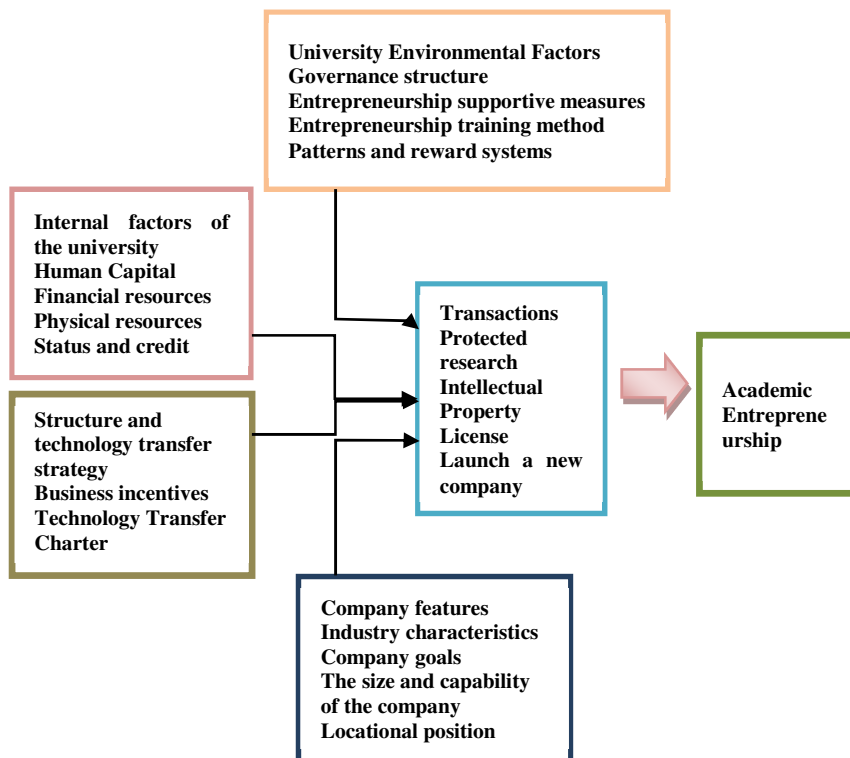 University Environmental Factors
Governance structure
Entrepreneurship supportive measures
Entrepreneurship training method
Patterns and reward systems
Internal factors of
the university
Human Capital
Financial resources
Physical resources
Status and credit
Structure and
technology transfer
strategy
Business incentives
Technology Transfer
Charter
Transactions
Protected
research
Intellectual
Property
License
Launch a new
company
Academic
Entreprene
urship
Company features
Industry characteristics
Company goals
The size and capability
of the company
Locational position